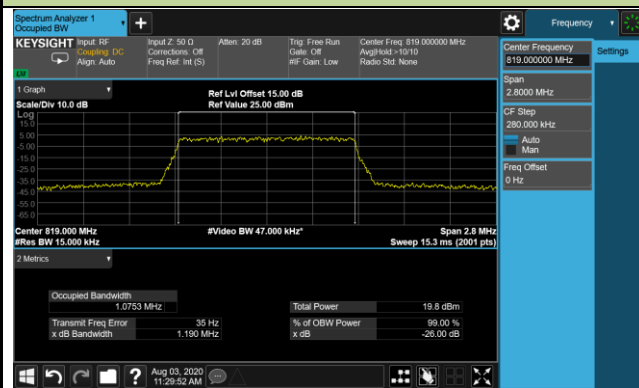 Spectrum Analyzer 1
Occupied BW
Frequency
KEYSIGHT
Input: RF
Coupling: DC
Align: Auto
Input Z: 50 Ω
Corrections: Off
Freq Ref: Int (S)
Atten: 20 dB
Trig: Free Run
Gate: Off
#IF Gain: Low
Center Freq: 819.000000 MHz
Avg|Hold:>10/10
Radio Std: None
Center Frequency
819.000000 MHz
Settings
Span
2.8000 MHz
CF Step
280.000 kHz
Auto
Man
Freq Offset
0 Hz
1 Graph
Scale/Div 10.0 dB
Ref Lvl Offset 15.00 dB
Ref Value 25.00 dBm
Log
15.0
5.00
-5.00
-15.0
-25.0
-35.0
-45.0
-55.0
-65.0
Center 819.000 MHz
#Res BW 15.000 kHz
#Video BW 47.000 kHz*
Span 2.8 MHz
Sweep 15.3 ms (2001 pts)
2 Metrics
Occupied Bandwidth
1.0753 MHz
Total Power 19.8 dBm
Transmit Freq Error 35 Hz
% of OBW Power 99.00 %
x dB Bandwidth 1.190 MHz
x dB -26.00 dB
?
Aug 03, 2020
11:29:52 AM